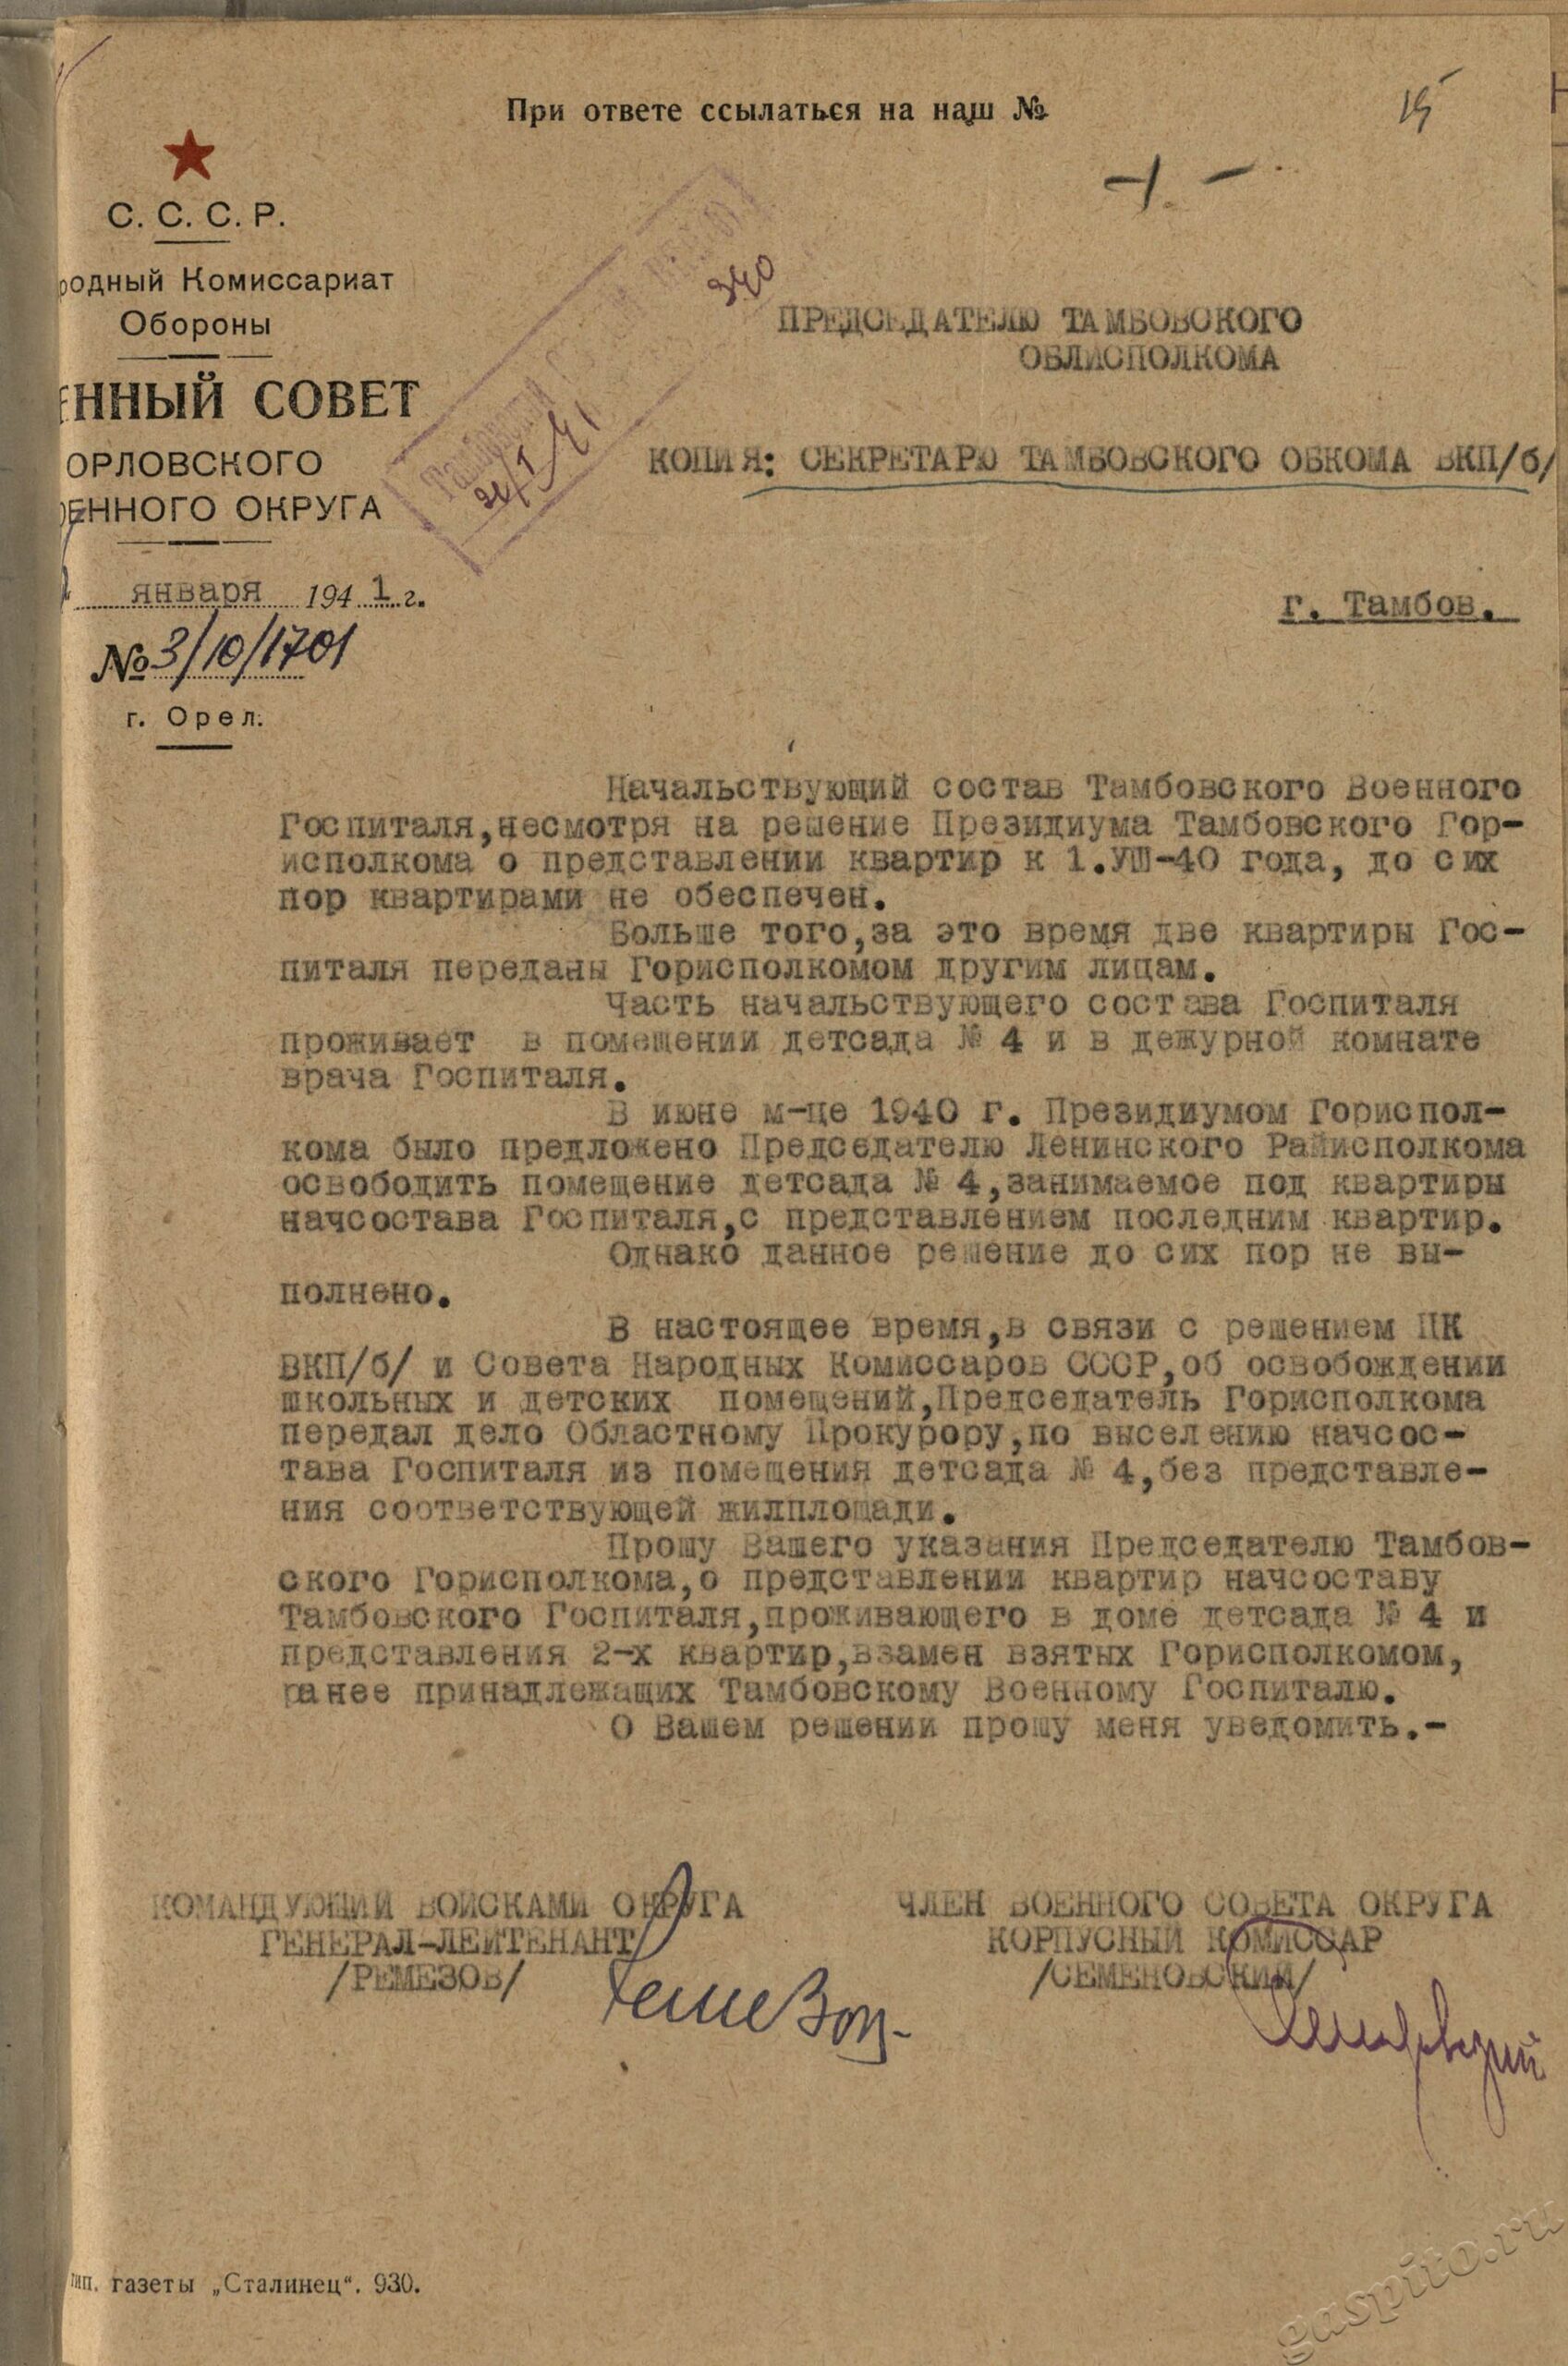 При ответе ссылаться на наш №
15
С. С. С. Р.
родный Комиссариат
Обороны
ЕННЫЙ СОВЕТ
ОРЛОВСКОГО
ОЕННОГО ОКРУГА
января 1941 г.
№ 3/10/1701
г. Орел.
340
ПРЕДСЕДАТЕЛЮ ТАМБОВСКОГО
ОБЛИСПОЛКОМА
КОПИЯ: СЕКРЕТАРЮ ТАМБОВСКОГО ОБКОМА ВКП/б/
г. Тамбов.
Начальствующий состав Тамбовского Военного
Госпиталя,несмотря на решение Президиума Тамбовского Гор-
исполкома о представлении квартир к 1.УШ-40 года, до сих
пор квартирами не обеспечен.
Больше того,за это время две квартиры Гос-
питаля переданы Горисполкомом другим лицам.
Часть начальствующего состава Госпиталя
проживает в помещении детсада № 4 и в дежурной комнате
врача Госпиталя.
В июне м-це 1940 г. Президиумом Гориспол-
кома было предложено Председателю Ленинского Райисполкома
освободить помещение детсада № 4,занимаемое под квартиры
начсостава Госпиталя,с представлением последним квартир.
Однако данное решение до сих пор не вы-
полнено.
В настоящее время,в связи с решением ЦК
ВКП/б/ и Совета Народных Комиссаров СССР,об освобождении
школьных и детских помещений,Председатель Горисполкома
передал дело Областному Прокурору,по выселению начсос-
тава Госпиталя из помещения детсада № 4,без представле-
ния соответствующей жилплощади.
Прошу Вашего указания Председателю Тамбов-
ского Горисполкома,о представлении квартир начсоставу
Тамбовского Госпиталя,проживающего в доме детсада № 4 и
представления 2-х квартир,взамен взятых Горисполкомом,
ранее принадлежащих Тамбовскому Военному Госпиталю.
О Вашем решении прошу меня уведомить.-
КОМАНДУЮЩИЙ ВОЙСКАМИ ОКРУГА
ГЕНЕРАЛ-ЛЕЙТЕНАНТ
/РЕМЕЗОВ/
ЧЛЕН ВОЕННОГО СОВЕТА ОКРУГА
КОРПУСНЫЙ КОМИССАР
/СЕМЕНОВСКИЙ/
тип. газеты „Сталинец“. 930.
gaspito.ru